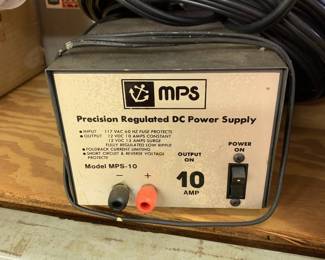 MPS
Precision Regulated DC Power Supply
INPUT 117 VAC 60 HZ FUSE PROTECTS
OUTPUT 12 VDC 10 AMPS CONSTANT
12 VDC 12 AMPS SURGE
FULLY REGULATED LOW RIPPLE
FOLDBACK CURRENT LIMITING
SHORT CIRCUIT & REVERSE VOLTAGE
PROTECTS
Model MPS-10
- +
OUTPUT
ON
10
AMP
POWER
ON